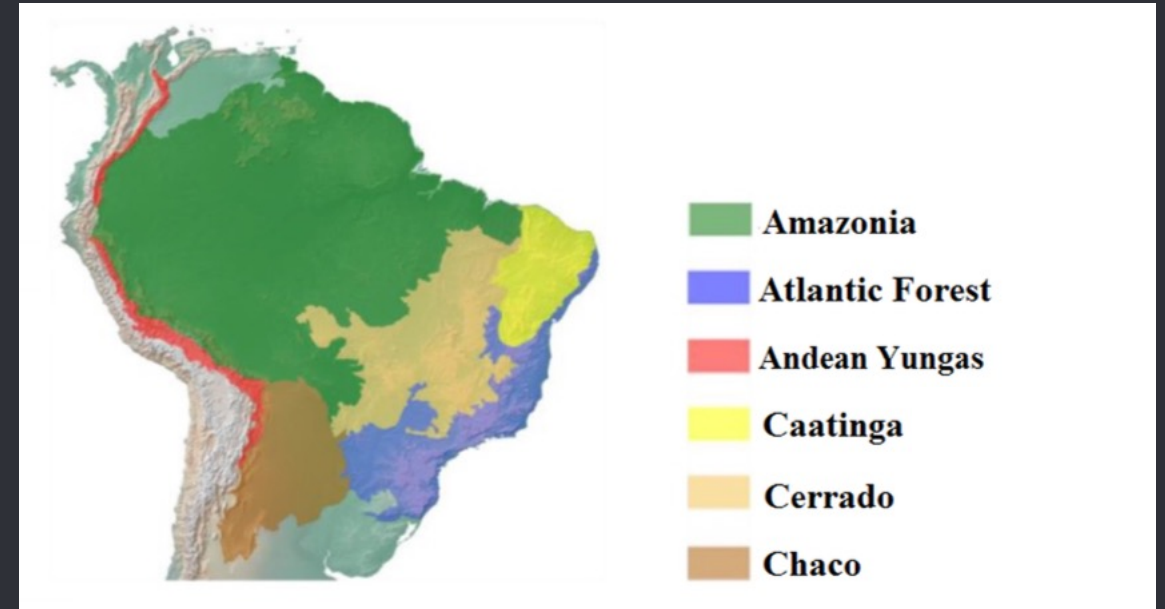 Amazonia
Atlantic Forest
Andean Yungas
Caatinga
Cerrado
Chaco